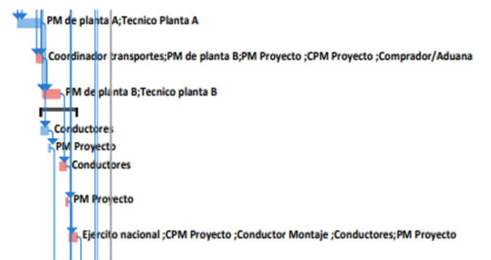 PM de planta A;Tecnico Planta A
Coordinador transportes;PM de planta B;PM Proyecto ;CPM Proyecto ;Comprador/Aduana
PM de planta B;Tecnico planta B
Conductores
PM Proyecto
Conductores
PM Proyecto
Ejercito nacional ;CPM Proyecto ;Conductor Montaje ;Conductores;PM Proyecto